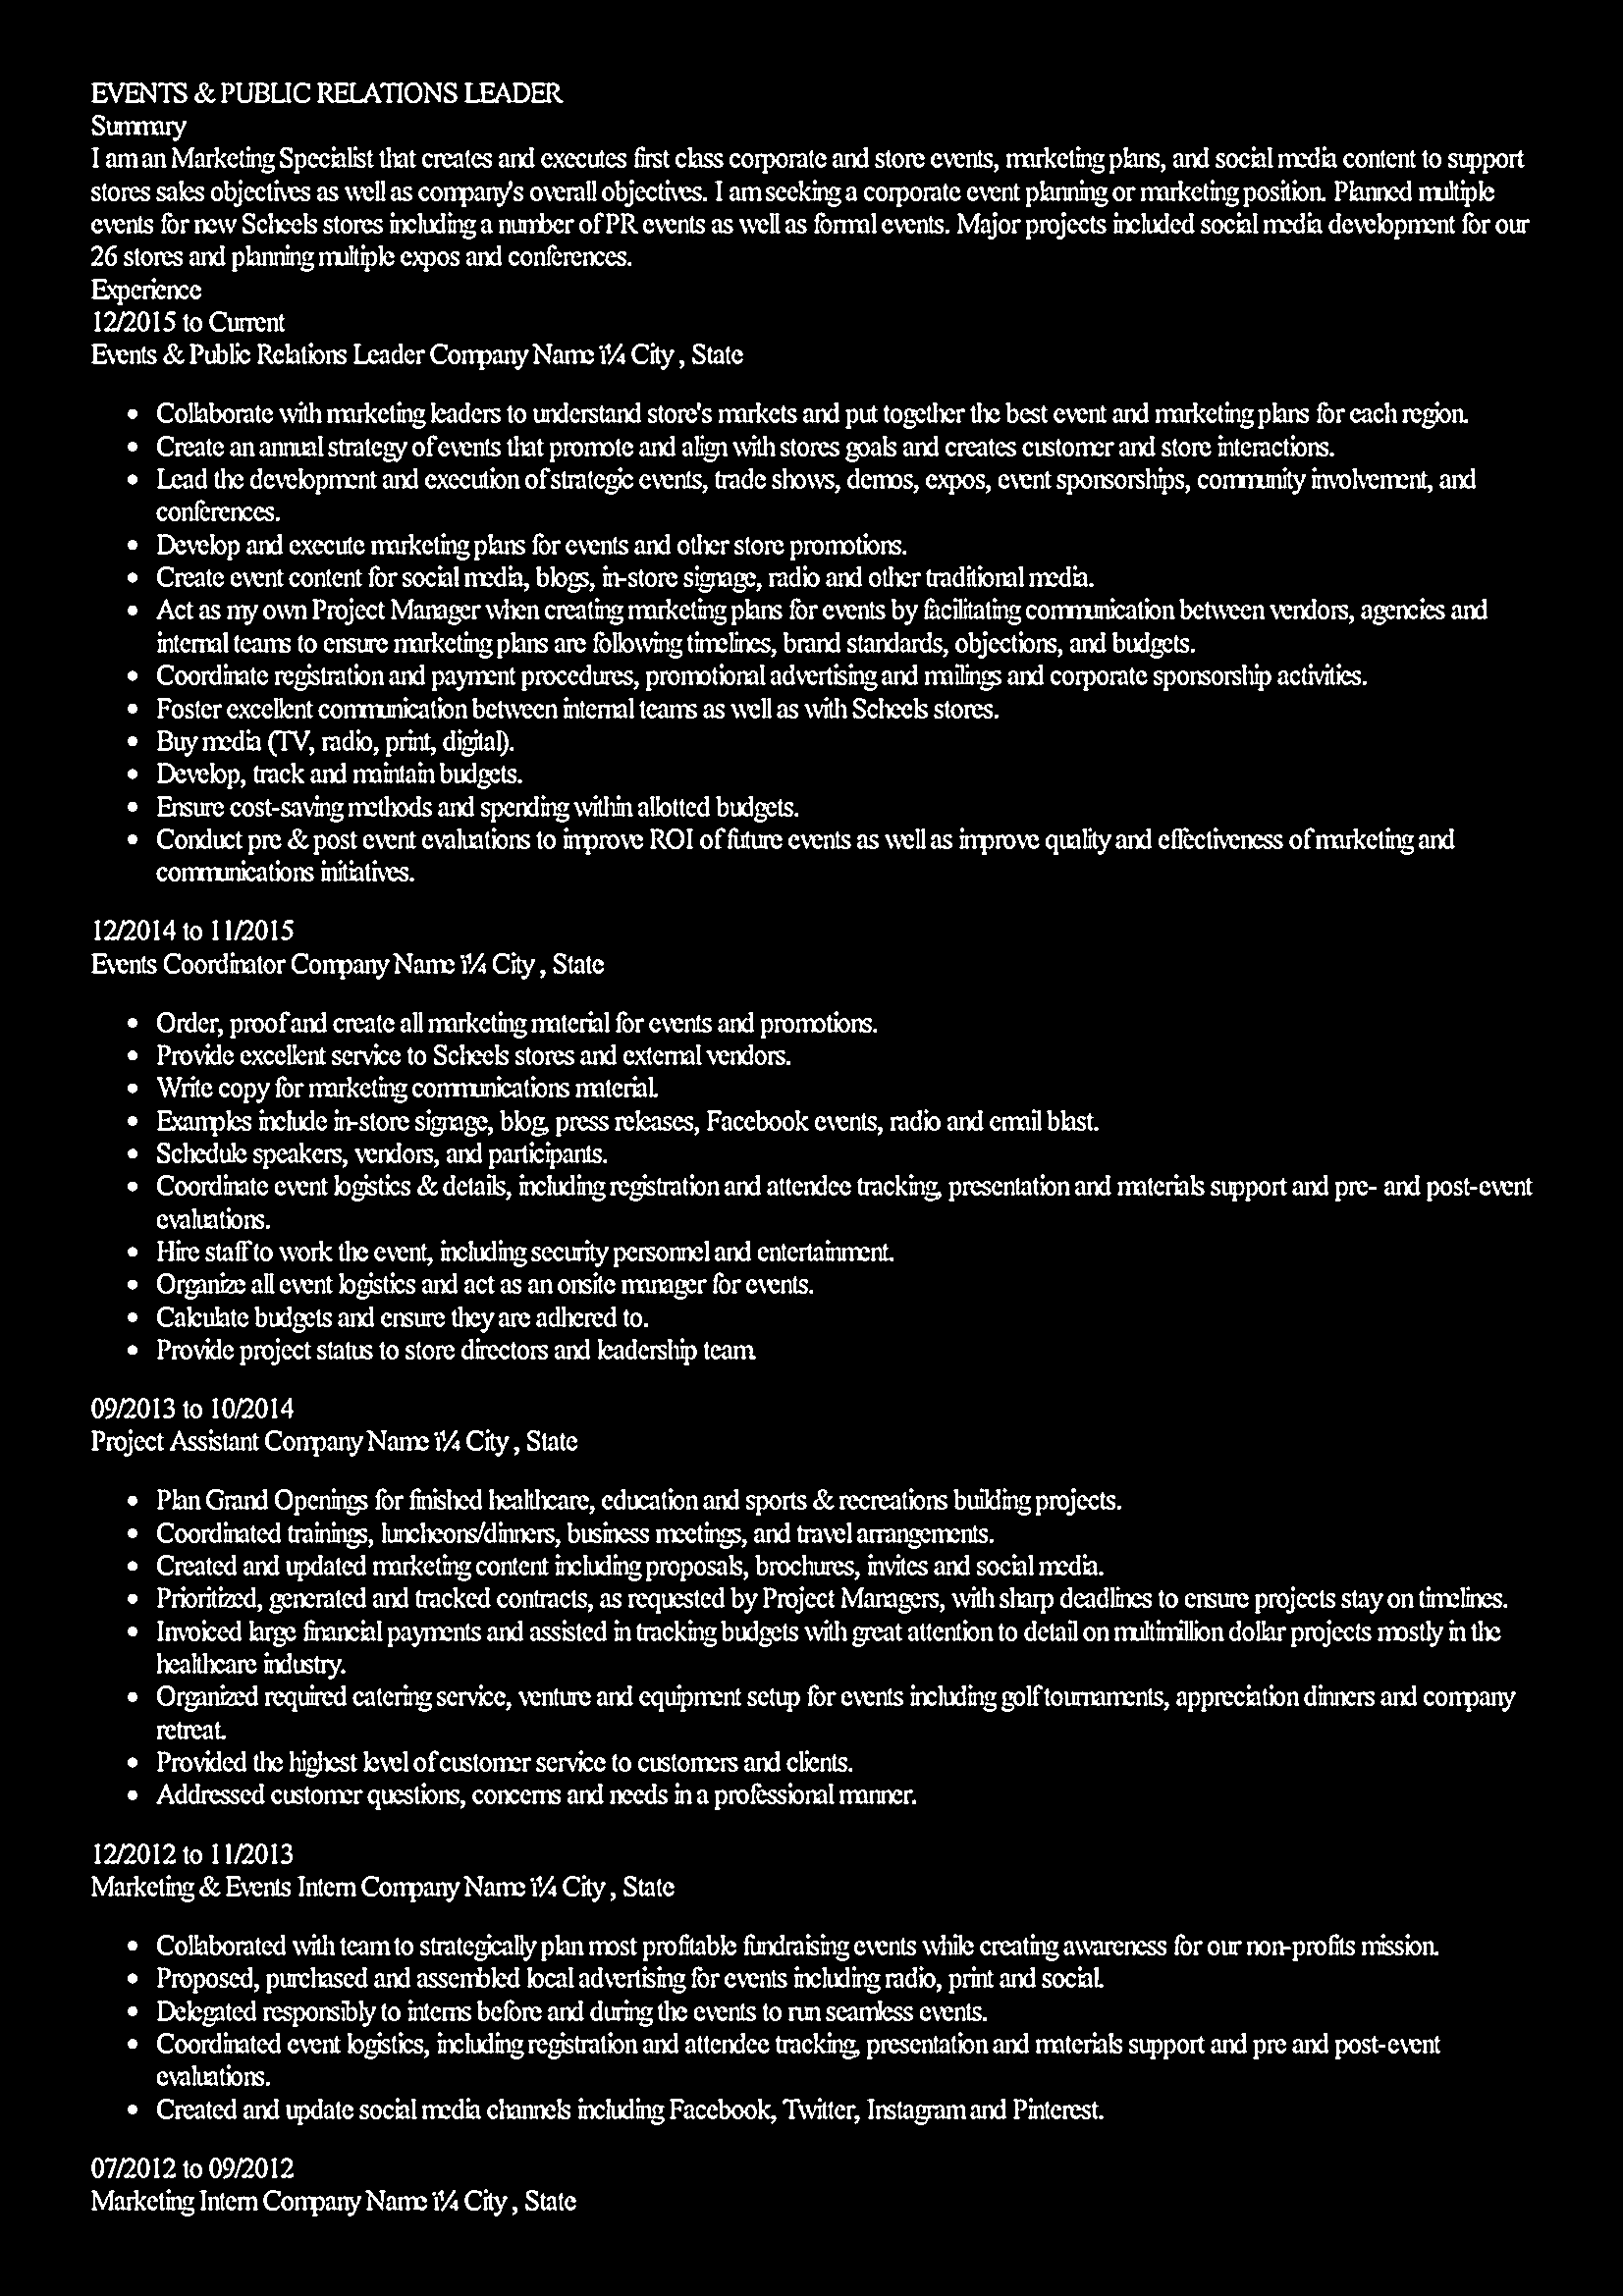 EVENTS & PUBLIC RELATIONS LEADER
Summary
I am an Marketing Specialist that creates and executes first class corporate and store events, marketing plans, and social media content to support
stores sales objectives as well as company's overall objectives. I am seeking a corporate event planning or marketing position. Planned multiple
events for new Scheels stores including a number of PR events as well as formal events. Major projects included social media development for our
26 stores and planning multiple expos and conferences.
Experience
12/2015 to Current
Events & Public Relations Leader Company Name ï¼ City , State
• Collaborate with marketing leaders to understand store's markets and put together the best event and marketing plans for each region.
• Create an annual strategy of events that promote and align with stores goals and creates customer and store interactions.
• Lead the development and execution of strategic events, trade shows, demos, expos, event sponsorships, community involvement, and
conferences.
• Develop and execute marketing plans for events and other store promotions.
• Create event content for social media, blogs, in-store signage, radio and other traditional media.
• Act as my own Project Manager when creating marketing plans for events by facilitating communication between vendors, agencies and
internal teams to ensure marketing plans are following timelines, brand standards, objections, and budgets.
• Coordinate registration and payment procedures, promotional advertising and mailings and corporate sponsorship activities.
• Foster excellent communication between internal teams as well as with Scheels stores.
• Buy media (TV, radio, print, digital).
• Develop, track and maintain budgets.
• Ensure cost-saving methods and spending within allotted budgets.
• Conduct pre & post event evaluations to improve ROI of future events as well as improve quality and effectiveness of marketing and
communications initiatives.
12/2014 to 11/2015
Events Coordinator Company Name ï¼ City , State
• Order, proof and create all marketing material for events and promotions.
• Provide excellent service to Scheels stores and external vendors.
• Write copy for marketing communications material.
• Examples include in-store signage, blog, press releases, Facebook events, radio and email blast.
• Schedule speakers, vendors, and participants.
• Coordinate event logistics & details, including registration and attendee tracking, presentation and materials support and pre- and post-event
evaluations.
• Hire staff to work the event, including security personnel and entertainment.
• Organize all event logistics and act as an onsite manager for events.
• Calculate budgets and ensure they are adhered to.
• Provide project status to store directors and leadership team.
09/2013 to 10/2014
Project Assistant Company Name ï¼ City , State
• Plan Grand Openings for finished healthcare, education and sports & recreations building projects.
• Coordinated trainings, luncheons/dinners, business meetings, and travel arrangements.
• Created and updated marketing content including proposals, brochures, invites and social media.
• Prioritized, generated and tracked contracts, as requested by Project Managers, with sharp deadlines to ensure projects stay on timelines.
• Invoiced large financial payments and assisted in tracking budgets with great attention to detail on multimillion dollar projects mostly in the
healthcare industry.
• Organized required catering service, venture and equipment setup for events including golf tournaments, appreciation dinners and company
retreat.
• Provided the highest level of customer service to customers and clients.
• Addressed customer questions, concerns and needs in a professional manner.
12/2012 to 11/2013
Marketing & Events Intern Company Name ï¼ City , State
• Collaborated with team to strategically plan most profitable fundraising events while creating awareness for our non-profits mission.
• Proposed, purchased and assembled local advertising for events including radio, print and social.
• Delegated responsibly to interns before and during the events to run seamless events.
• Coordinated event logistics, including registration and attendee tracking, presentation and materials support and pre and post-event
evaluations.
• Created and update social media channels including Facebook, Twitter, Instagram and Pinterest.
07/2012 to 09/2012
Marketing Intern Company Name ï¼ City , State